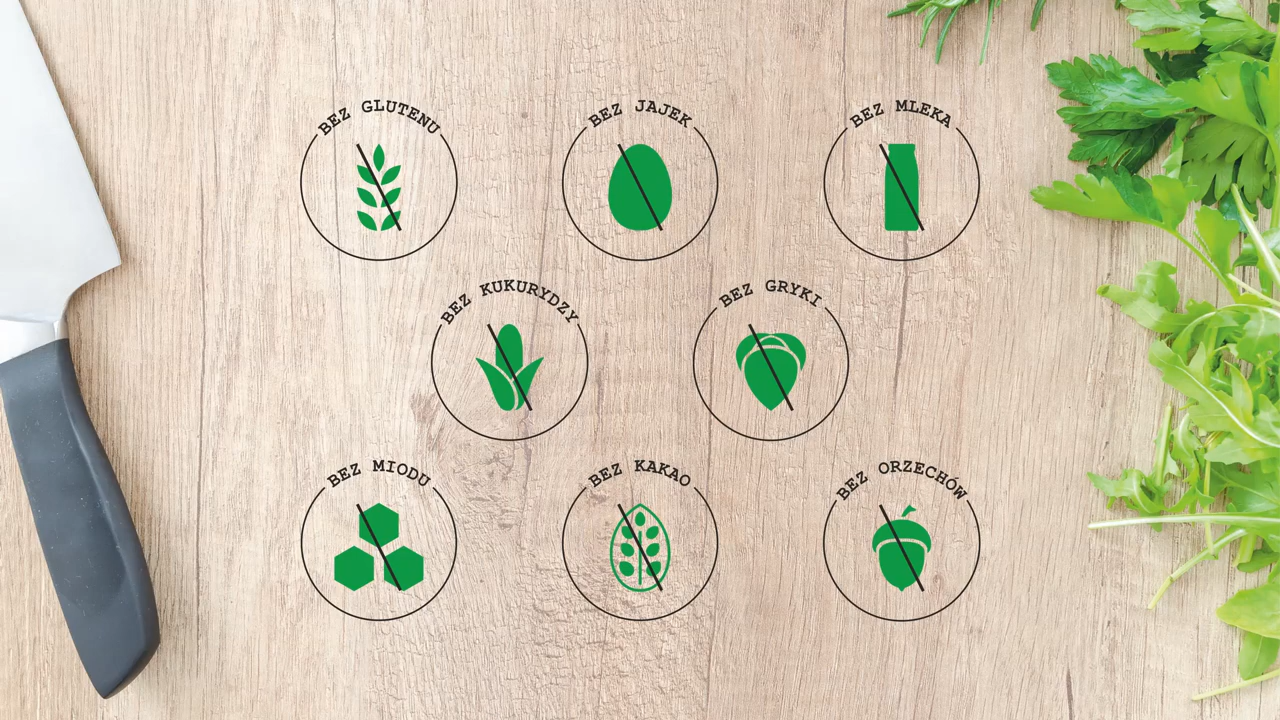 BEZ GLUTENU
BEZ JAJEK
BEZ MLEKA
BEZ KUKURYDZY
BEZ GRYKI
BEZ MIODU
BEZ KAKAO
BEZ ORZECHÓW